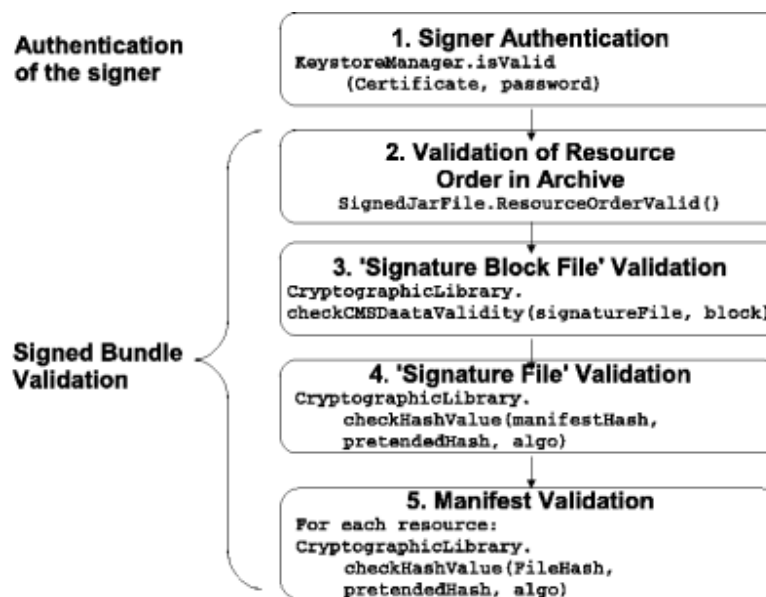 Authentication
of the signer
1. Signer Authentication
KeystoreManager.isValid
(Certificate, password)
2. Validation of Resource
Order in Archive
SignedJarFile.ResourceOrderValid()
3. 'Signature Block File' Validation
CryptographicLibrary.
checkCMSDaataValidity(signatureFile, block)
Signed Bundle
Validation
4. 'Signature File' Validation
CryptographicLibrary.
checkHashValue(manifestHash,
pretendedHash, algo)
5. Manifest Validation
For each resource:
CryptographicLibrary.
checkHashValue(FileHash,
pretendedHash, algo)